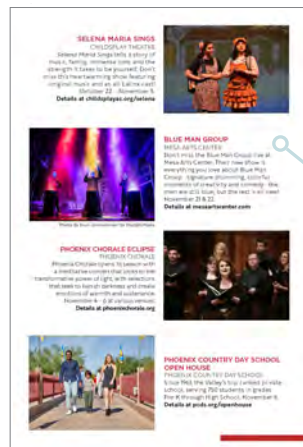 SELENA MARIA SINGS
CHILDSPLAY THEATRE
Selena Maria Sings tells a story of
music, family, immense loss and the
strength it takes to be yourself. Don't
miss this heartwarming show featuring
original music and an all-Latine cast!
October 22 - November 5.
Details at childsplayaz.org/selena
BLUE MAN GROUP
MESA ARTS CENTER
Don't miss the Blue Man Group live at
Mesa Arts Center. Their new show is
everything you love about Blue Man
Group - signature drumming, colorful
moments of creativity and comedy - the
men are still blue, but the rest is all new!
November 21 & 22.
Details at mesaartscenter.com
PHOENIX CHORALE ECLIPSE
PHOENIX CHORALE
Phoenix Chorale opens its season with
a meditative concert that looks to the
transformative power of light, with selections
that seek to banish darkness and create
emotions of warmth and sustenance.
November 4 - 6 at various venues.
Details at phoenixchorale.org
PHOENIX COUNTRY DAY SCHOOL
OPEN HOUSE
PHOENIX COUNTRY DAY SCHOOL
Since 1961, the Valley's top ranked private
school, serving 750 students in grades
Pre-K through High School. November 6.
Details at pcds.org/openhouse